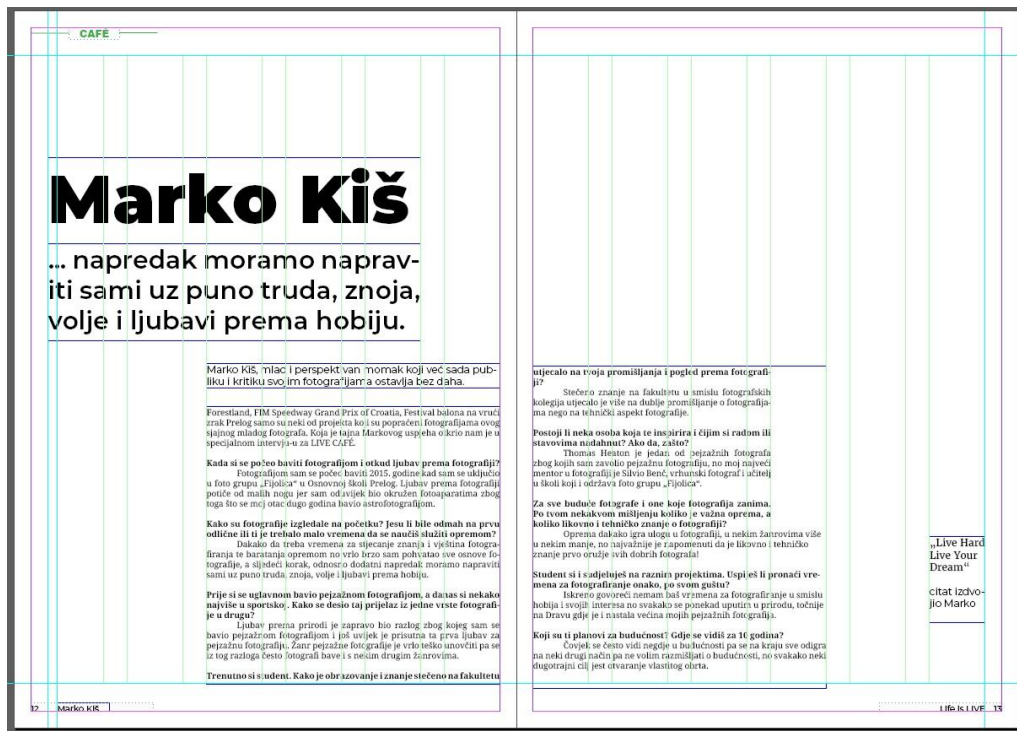 CAFÉ
Marko Kiš
... napredak moramo naprav-
iti sami uz puno truda, znoja,
volje i ljubavi prema hobiju.
Marko Kiš, mlad i perspektivan momak koji već sada pub-
liku i kritiku svojim fotografijama ostavlja bez daha.
Forestland, FIM Speedway Grand Prix of Croatia, Festival balona na vrući
zrak Prelog samo su neki od projekta koji su popraćeni fotografijama ovog
sjajnog mladog fotografa. Koja je tajna Markovog uspjeha otkrio nam je u
specijalnom intervju-u za LIVE CAFÉ.
Kada si se počeo baviti fotografijom i otkud ljubav prema fotografiji?
Fotografijom sam se počeo baviti 2015. godine kad sam se uključio
u foto grupu „Fijolica“ u Osnovnoj školi Prelog. Ljubav prema fotografiji
potiče od malih nogu jer sam oduvijek bio okružen fotoaparatima zbog
toga što se moj otac dugo godina bavio astrofotografijom.
Kako su fotografije izgledale na početku? Jesu li bile odmah na prvu
odlične ili ti je trebalo malo vremena da se naučiš služiti opremom?
Dakako da treba vremena za stjecanje znanja i vještina fotogra-
firanja te baratanja opremom no vrlo brzo sam pohvatao sve osnove fo-
tografije, a sljedeći korak, odnosno dodatni napredak moramo napraviti
sami uz puno truda, znoja, volje i ljubavi prema hobiju.
Prije si se uglavnom bavio pejzažnom fotografijom, a danas si nekako
najviše u sportskoj. Kako se desio taj prijelaz iz jedne vrste fotografi-
je u drugu?
Ljubav prema prirodi je zapravo bio razlog zbog kojeg sam se
bavio pejzažnom fotografijom i još uvijek je prisutna ta prva ljubav za
pejzažnu fotografiju. Žanr pejzažne fotografije je vrlo teško unovčiti pa se
iz tog razloga često fotografi bave i s nekim drugim žanrovima.
Trenutno si student. Kako je obrazovanje i znanje stečeno na fakultetu
utjecalo na tvoja promišljanja i pogled prema fotografi-
ji?
Stečeno znanje na fakultetu u smislu fotografskih
kolegija utjecalo je više na dublje promišljanje o fotografija-
ma nego na tehnički aspekt fotografije.
Postoji li neka osoba koja te inspirira i čijim si radom ili
stavovima nadahnut? Ako da, zašto?
Thomas Heaton je jedan od pejzažnih fotografa
zbog kojih sam zavolio pejzažnu fotografiju, no moj najveći
mentor u fotografiji je Silvio Benč, vrhunski fotograf i učitelj
u školi koji i održava foto grupu „Fijolica“.
Za sve buduće fotografe i one koje fotografija zanima.
Po tvom nekakvom mišljenju koliko je važna oprema, a
koliko likovno i tehničko znanje o fotografiji?
Oprema dakako igra ulogu u fotografiji, u nekim žanrovima više
u nekim manje, no najvažnije je napomenuti da je likovno i tehničko
znanje prvo oružje svih dobrih fotografa!
Student si i sudjeluješ na raznim projektima. Uspiješ li pronaći vre-
mena za fotografiranje onako, po svom guštu?
Iskreno govoreći nemam baš vremena za fotografiranje u smislu
hobija i svojih interesa no svakako se ponekad uputim u prirodu, točnije
na Dravu gdje je i nastala većina mojih pejzažnih fotografija.
Koji su ti planovi za budućnost? Gdje se vidiš za 10 godina?
Čovjek se često vidi negdje u budućnosti pa se na kraju sve odigra
na neki drugi način pa ne volim razmišljati o budućnosti, no svakako neki
dugotrajni cilj jest otvaranje vlastitog obrta.
„Live Hard
Live Your
Dream“
citat izdvo-
jio Marko
12 Marko Kiš
Life is LIVE 13